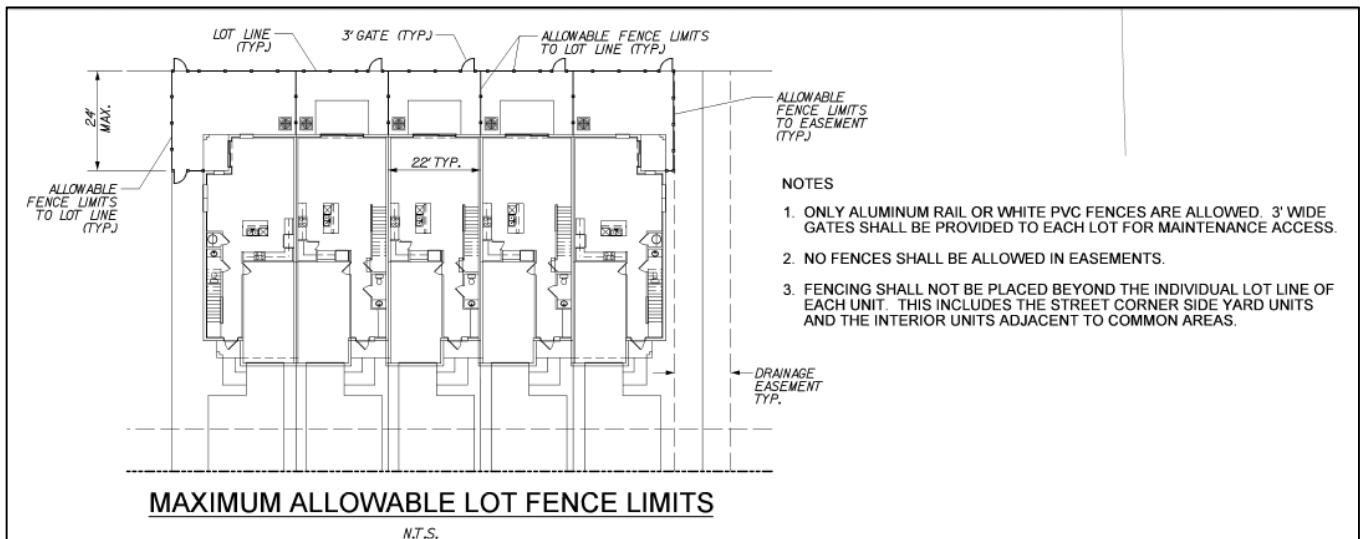 LOT LINE
(TYP.)
3' GATE (TYP.)
ALLOWABLE FENCE LIMITS
TO LOT LINE (TYP.)
24'
MAX.
ALLOWABLE
FENCE LIMITS
TO EASEMENT
(TYP.)
22' TYP.
ALLOWABLE
FENCE LIMITS
TO LOT LINE
(TYP.)
NOTES
1. ONLY ALUMINUM RAIL OR WHITE PVC FENCES ARE ALLOWED. 3' WIDE
GATES SHALL BE PROVIDED TO EACH LOT FOR MAINTENANCE ACCESS.
2. NO FENCES SHALL BE ALLOWED IN EASEMENTS.
3. FENCING SHALL NOT BE PLACED BEYOND THE INDIVIDUAL LOT LINE OF
EACH UNIT. THIS INCLUDES THE STREET CORNER SIDE YARD UNITS
AND THE INTERIOR UNITS ADJACENT TO COMMON AREAS.
DRAINAGE
EASEMENT
TYP.
MAXIMUM ALLOWABLE LOT FENCE LIMITS
N.T.S.